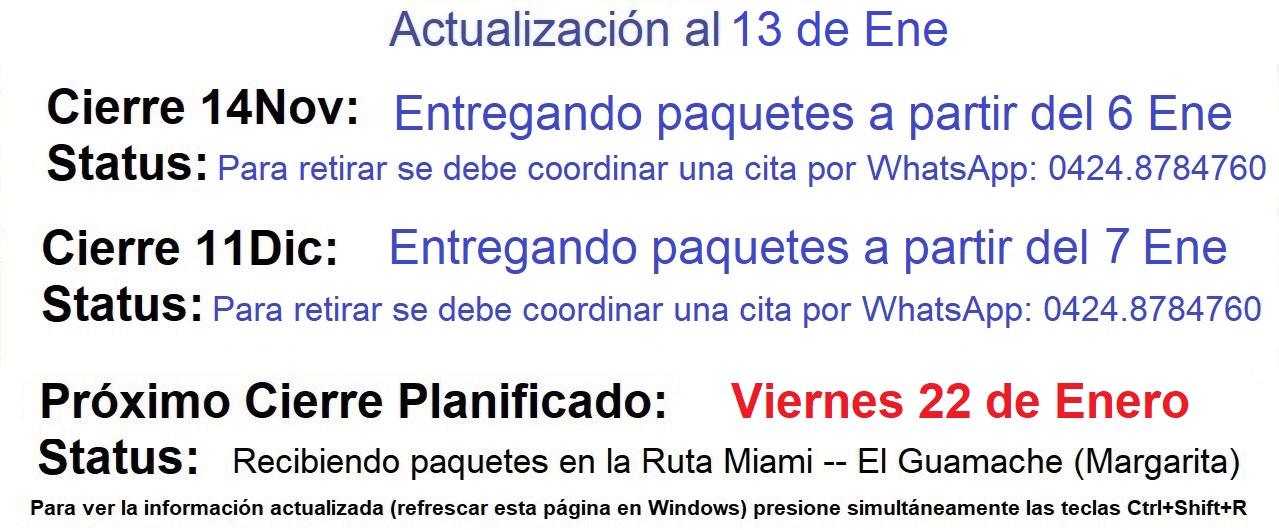 Actualización al 13 de Ene
Cierre 14Nov: Entregando paquetes a partir del 6 Ene
Status: Para retirar se debe coordinar una cita por WhatsApp: 0424.8784760
Cierre 11Dic: Entregando paquetes a partir del 7 Ene
Status: Para retirar se debe coordinar una cita por WhatsApp: 0424.8784760
Próximo Cierre Planificado: Viernes 22 de Enero
Status: Recibiendo paquetes en la Ruta Miami -- El Guamache (Margarita)
Para ver la información actualizada (refrescar esta página en Windows) presione simultáneamente las teclas Ctrl+Shift+R